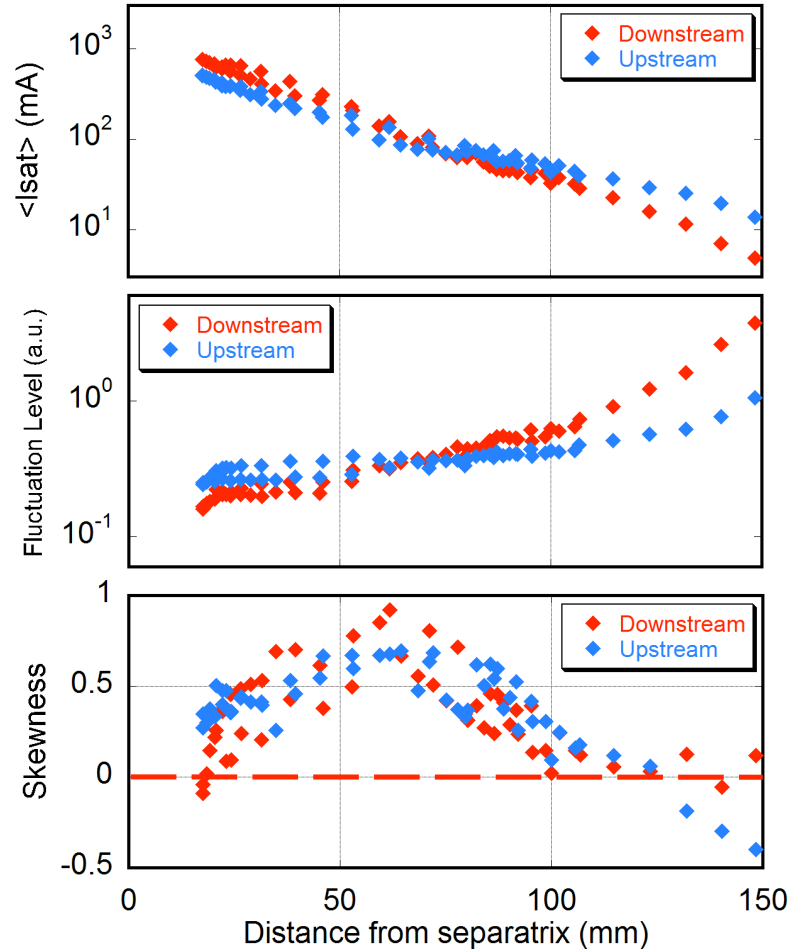 <Isat> (mA)
10³
10²
10¹
Downstream
Upstream
Fluctuation Level (a.u.)
10⁰
10⁻¹
Downstream
Upstream
Skewness
1
0.5
0
-0.5
Downstream
Upstream
0 50 100 150
Distance from separatrix (mm)